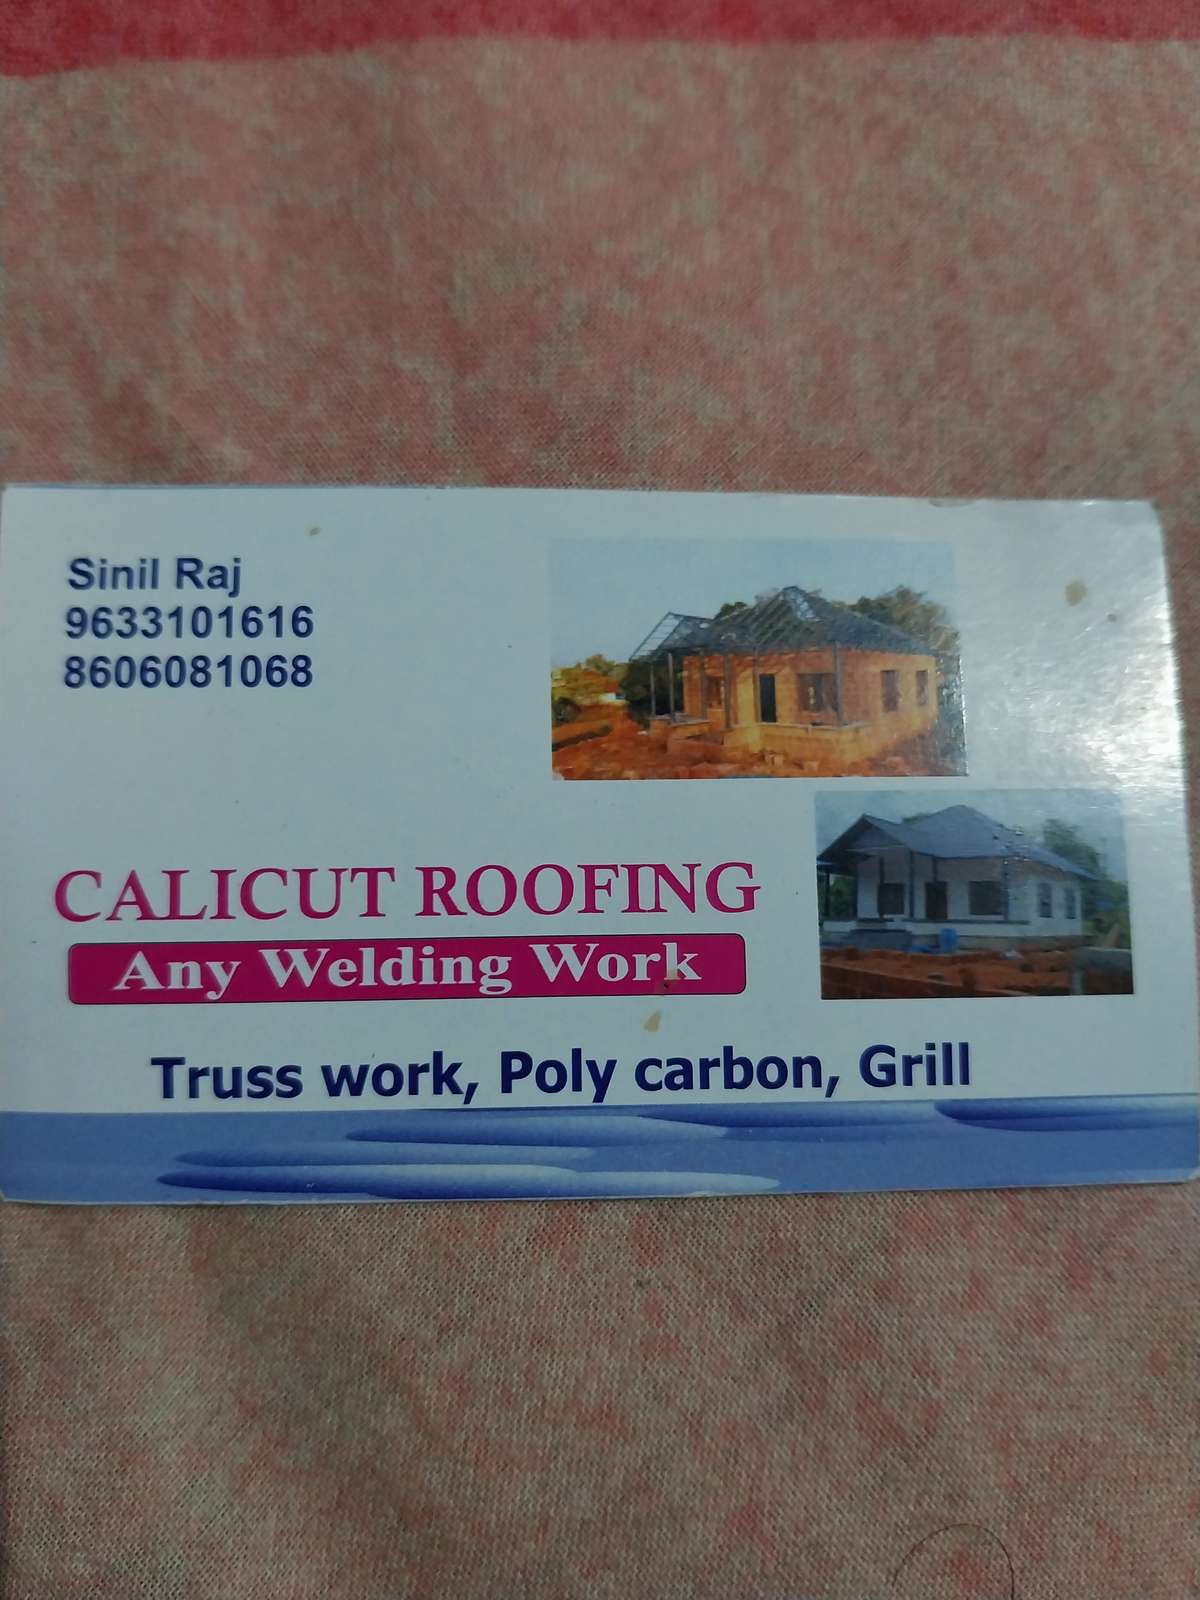 Sinil Raj
9633101616
8606081068
CALICUT ROOFING
Any Welding Work
Truss work, Poly carbon, Grill